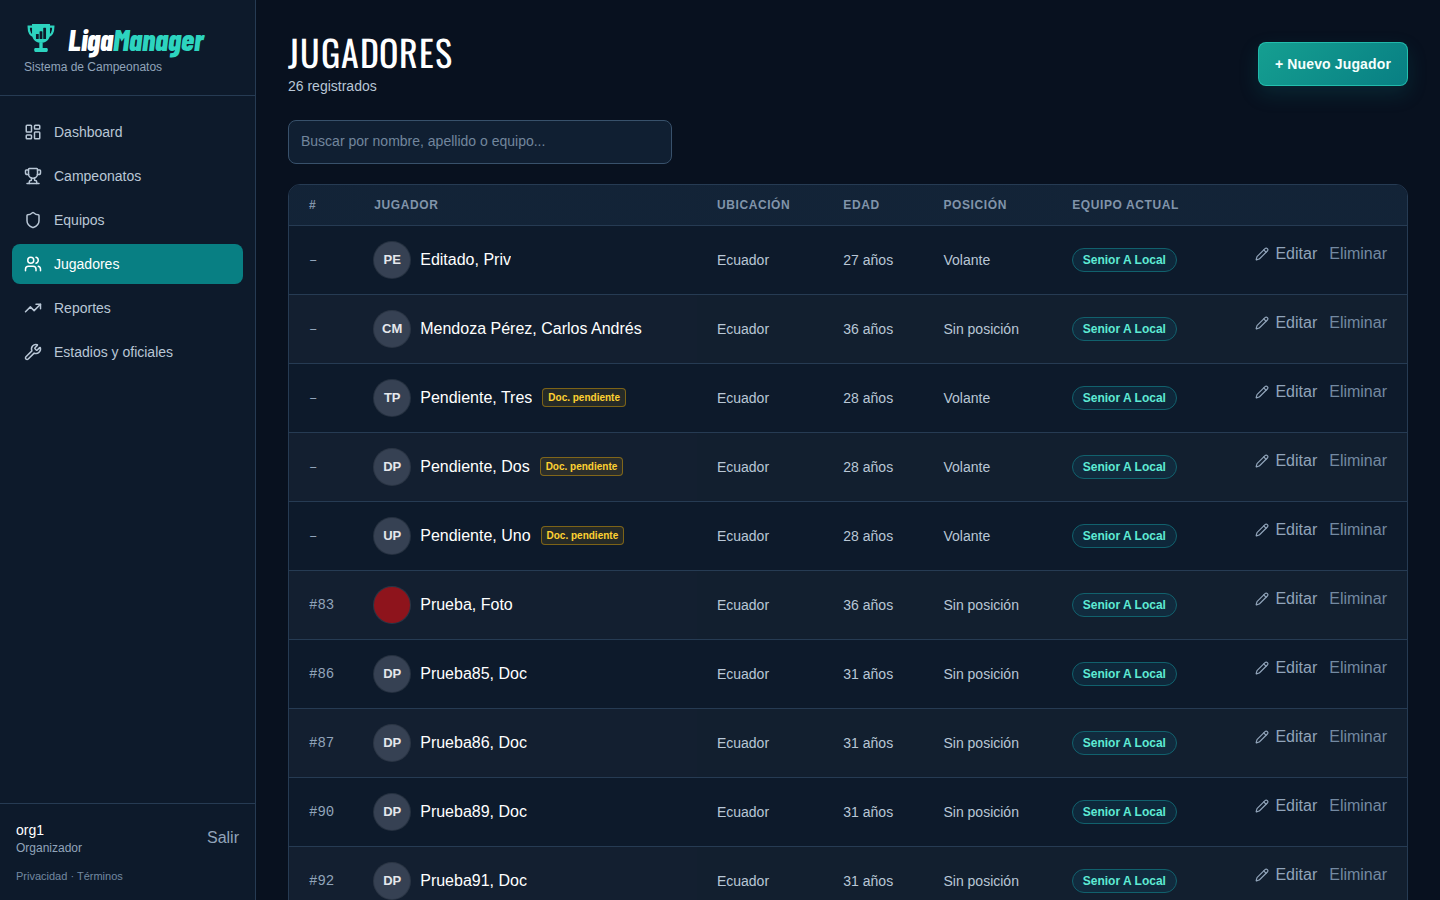 LigaManager
Sistema de Campeonatos
Dashboard
Campeonatos
Equipos
Jugadores
Reportes
Estadios y oficiales
org1
Organizador
Salir
Privacidad · Términos
JUGADORES
26 registrados
+ Nuevo Jugador
Buscar por nombre, apellido o equipo...
# JUGADOR UBICACIÓN EDAD POSICIÓN EQUIPO ACTUAL
– PE Editado, Priv Ecuador 27 años Volante Senior A Local Editar Eliminar
– CM Mendoza Pérez, Carlos Andrés Ecuador 36 años Sin posición Senior A Local Editar Eliminar
– TP Pendiente, Tres Doc. pendiente Ecuador 28 años Volante Senior A Local Editar Eliminar
– DP Pendiente, Dos Doc. pendiente Ecuador 28 años Volante Senior A Local Editar Eliminar
– UP Pendiente, Uno Doc. pendiente Ecuador 28 años Volante Senior A Local Editar Eliminar
#83 Prueba, Foto Ecuador 36 años Sin posición Senior A Local Editar Eliminar
#86 DP Prueba85, Doc Ecuador 31 años Sin posición Senior A Local Editar Eliminar
#87 DP Prueba86, Doc Ecuador 31 años Sin posición Senior A Local Editar Eliminar
#90 DP Prueba89, Doc Ecuador 31 años Sin posición Senior A Local Editar Eliminar
#92 DP Prueba91, Doc Ecuador 31 años Sin posición Senior A Local Editar Eliminar